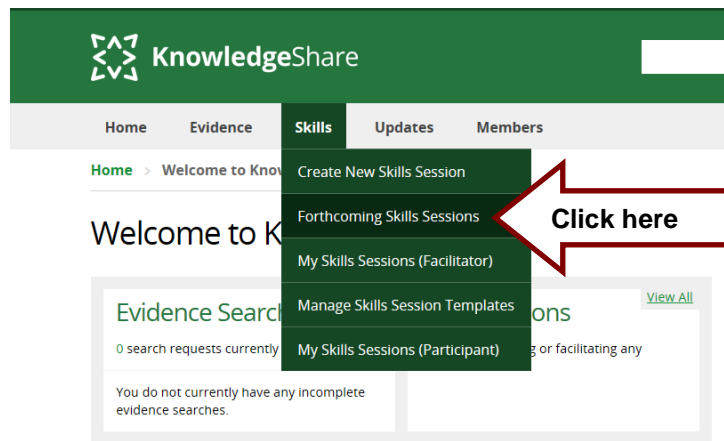 KnowledgeShare
Home Evidence Skills Updates Members
Home > Welcome to Kno
Create New Skills Session
Forthcoming Skills Sessions
Click here
My Skills Sessions (Facilitator)
Manage Skills Session Templates
My Skills Sessions (Participant)
Welcome to K
Evidence Searc
0 search requests currently
You do not currently have any incomplete
evidence searches.
ons
View All
g or facilitating any